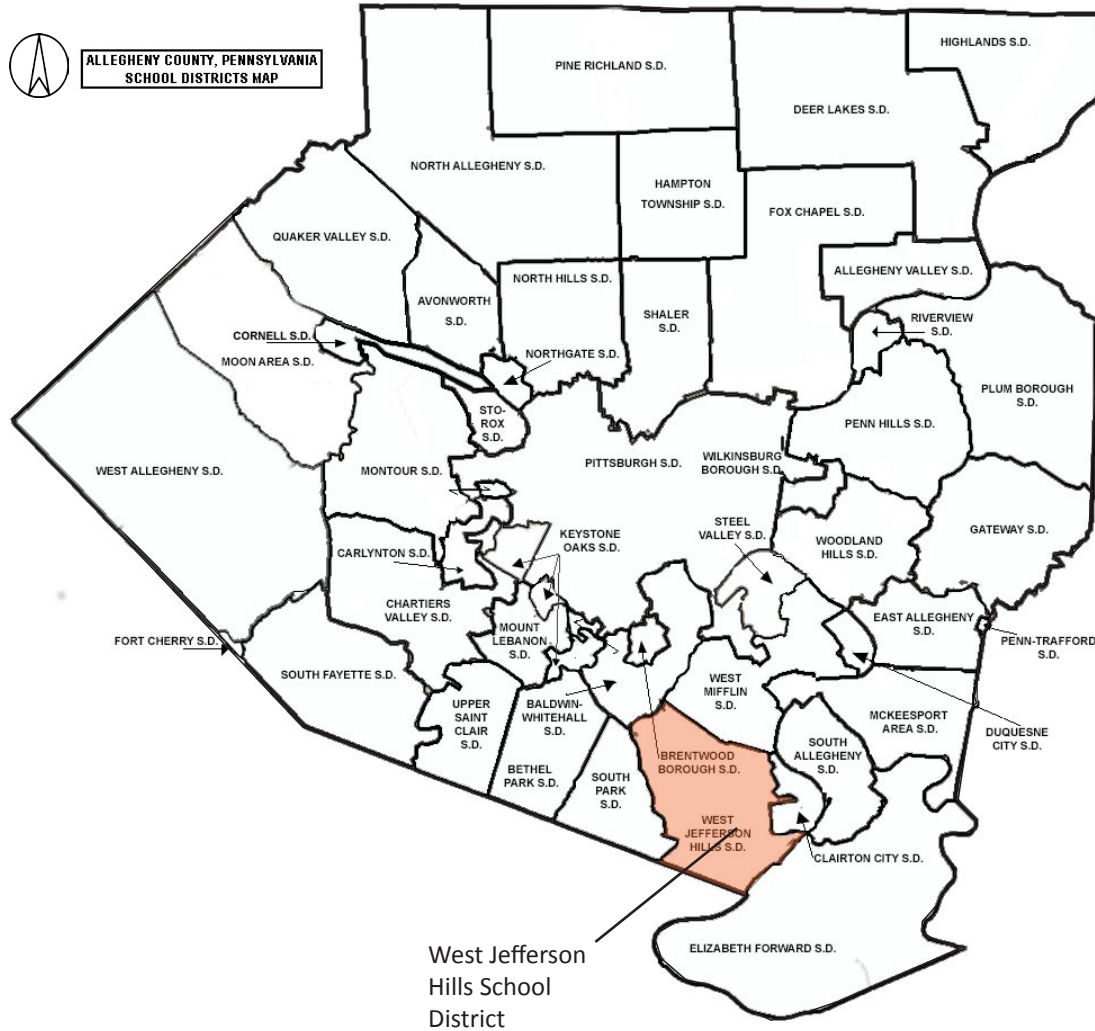 ALLEGHENY COUNTY, PENNSYLVANIA
SCHOOL DISTRICTS MAP
HIGHLANDS S.D.
PINE RICHLAND S.D.
DEER LAKES S.D.
NORTH ALLEGHENY S.D.
HAMPTON
TOWNSHIP S.D.
FOX CHAPEL S.D.
QUAKER VALLEY S.D.
ALLEGHENY VALLEY S.D.
NORTH HILLS S.D.
AVONWORTH
S.D.
SHALER
S.D.
RIVERVIEW
S.D.
CORNELL S.D.
MOON AREA S.D.
NORTHGATE S.D.
PLUM BOROUGH
S.D.
STO-
ROX
S.D.
PENN HILLS S.D.
WEST ALLEGHENY S.D.
MONTOUR S.D.
PITTSBURGH S.D.
WILKINSBURG
BOROUGH S.D.
STEEL
VALLEY S.D.
GATEWAY S.D.
KEYSTONE
OAKS S.D.
WOODLAND
HILLS S.D.
CARLYNTON S.D.
CHARTIERS
VALLEY S.D.
EAST ALLEGHENY
S.D.
MOUNT
LEBANON
S.D.
FORT CHERRY S.D.
PENN-TRAFFORD
S.D.
SOUTH FAYETTE S.D.
WEST
MIFFLIN
S.D.
UPPER
SAINT
CLAIR
S.D.
BALDWIN-
WHITEHALL
S.D.
MCKEESPORT
AREA S.D.
DUQUESNE
CITY S.D.
SOUTH
ALLEGHENY
S.D.
BRENTWOOD
BOROUGH S.D.
BETHEL
PARK S.D.
SOUTH
PARK
S.D.
WEST
JEFFERSON
HILLS S.D.
CLAIRTON CITY S.D.
ELIZABETH FORWARD S.D.
West Jefferson
Hills School
District